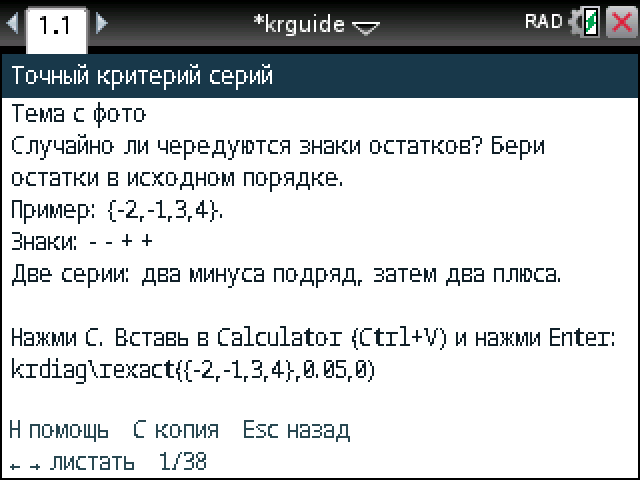 1.1 *krguide RAD
Точный критерий серий
Тема с фото
Случайно ли чередуются знаки остатков? Бери
остатки в исходном порядке.
Пример: {-2,-1,3,4}.
Знаки: - - + +
Две серии: два минуса подряд, затем два плюса.
Нажми C. Вставь в Calculator (Ctrl+V) и нажми Enter:
krdiag\rexact({-2,-1,3,4},0.05,0)
H помощь C копия Esc назад
← → листать 1/38